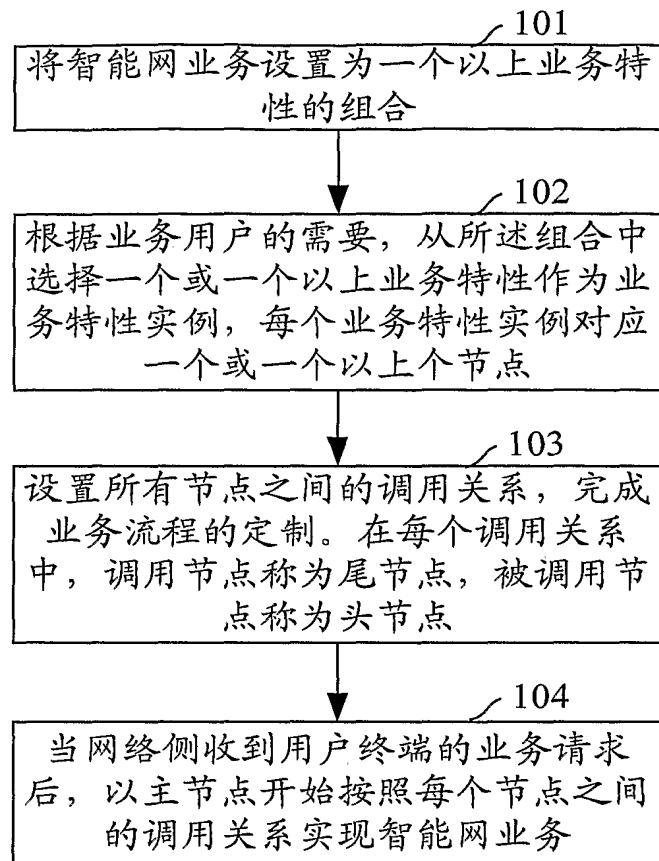 101
将智能网业务设置为一个以上业务特
性的组合
102
根据业务用户的需要，从所述组合中
选择一个或一个以上业务特性作为业
务特性实例，每个业务特性实例对应
一个或一个以上个节点
103
设置所有节点之间的调用关系，完成
业务流程的定制。在每个调用关系
中，调用节点称为尾节点，被调用节
点称为头节点
104
当网络侧收到用户终端的业务请求
后，以主节点开始按照每个节点之间
的调用关系实现智能网业务